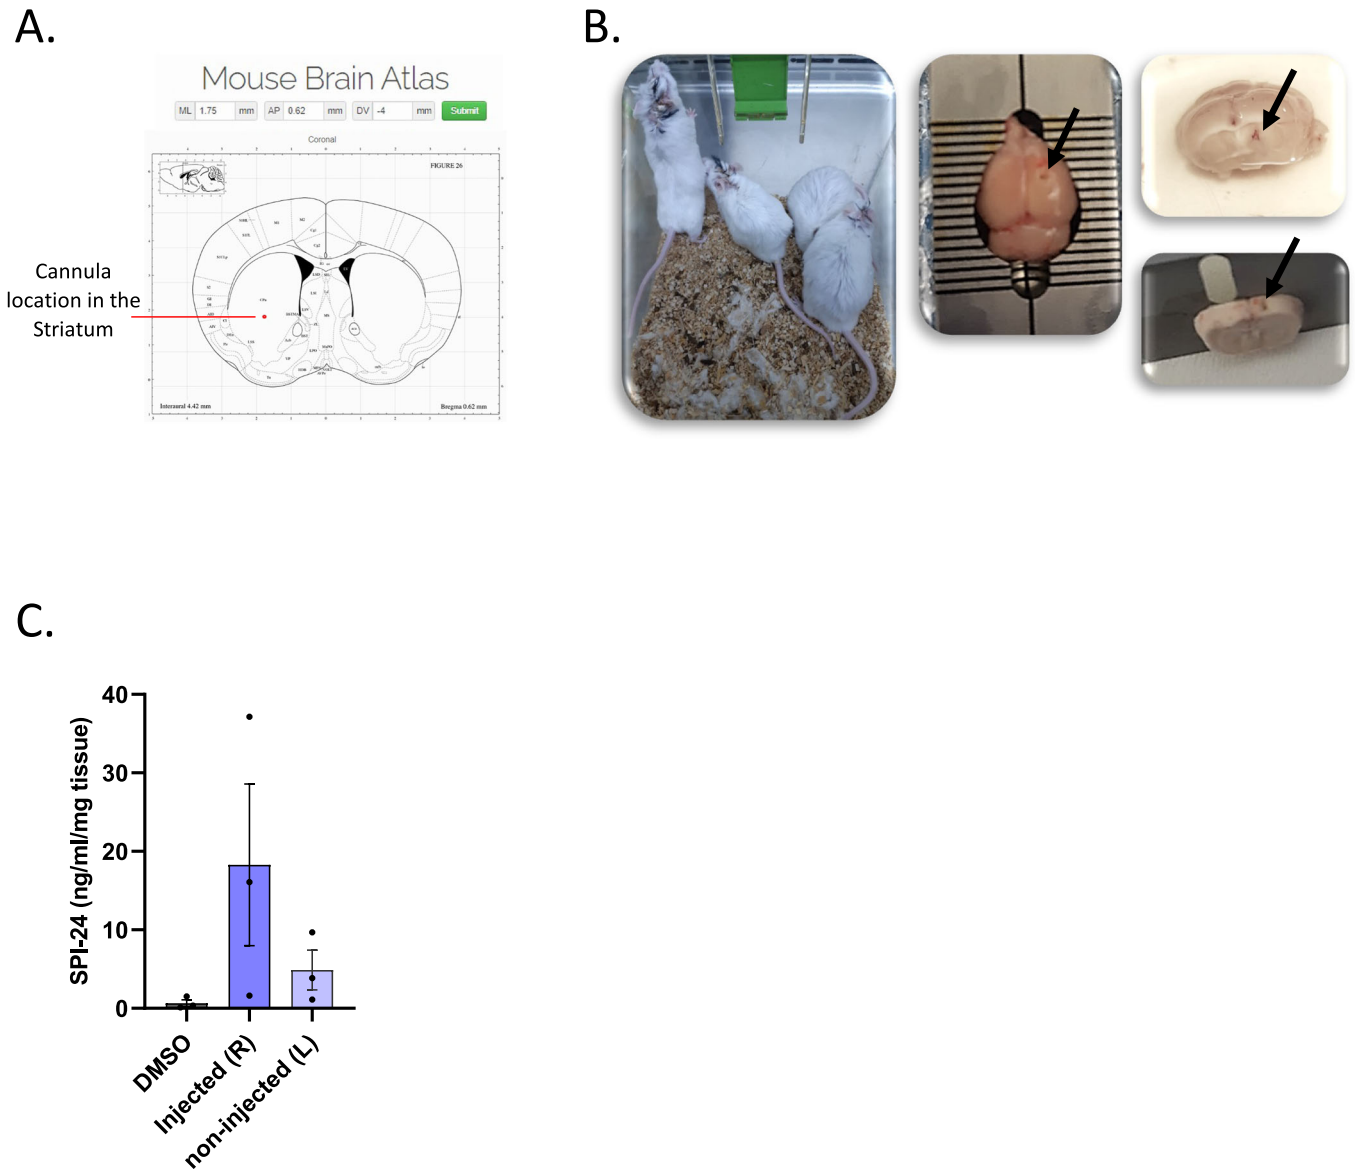 A.
B.
Mouse Brain Atlas
ML 1.75 mm AP 0.62 mm DV -4 mm Submit
Coronal
FIGURE 26
Cannula
location in the
Striatum
Interaural 4.42 mm
Bregma 0.62 mm
C.
40
30
20
10
0
SPI-24 (ng/ml/mg tissue)
DMSO
Injected (R)
non-injected (L)